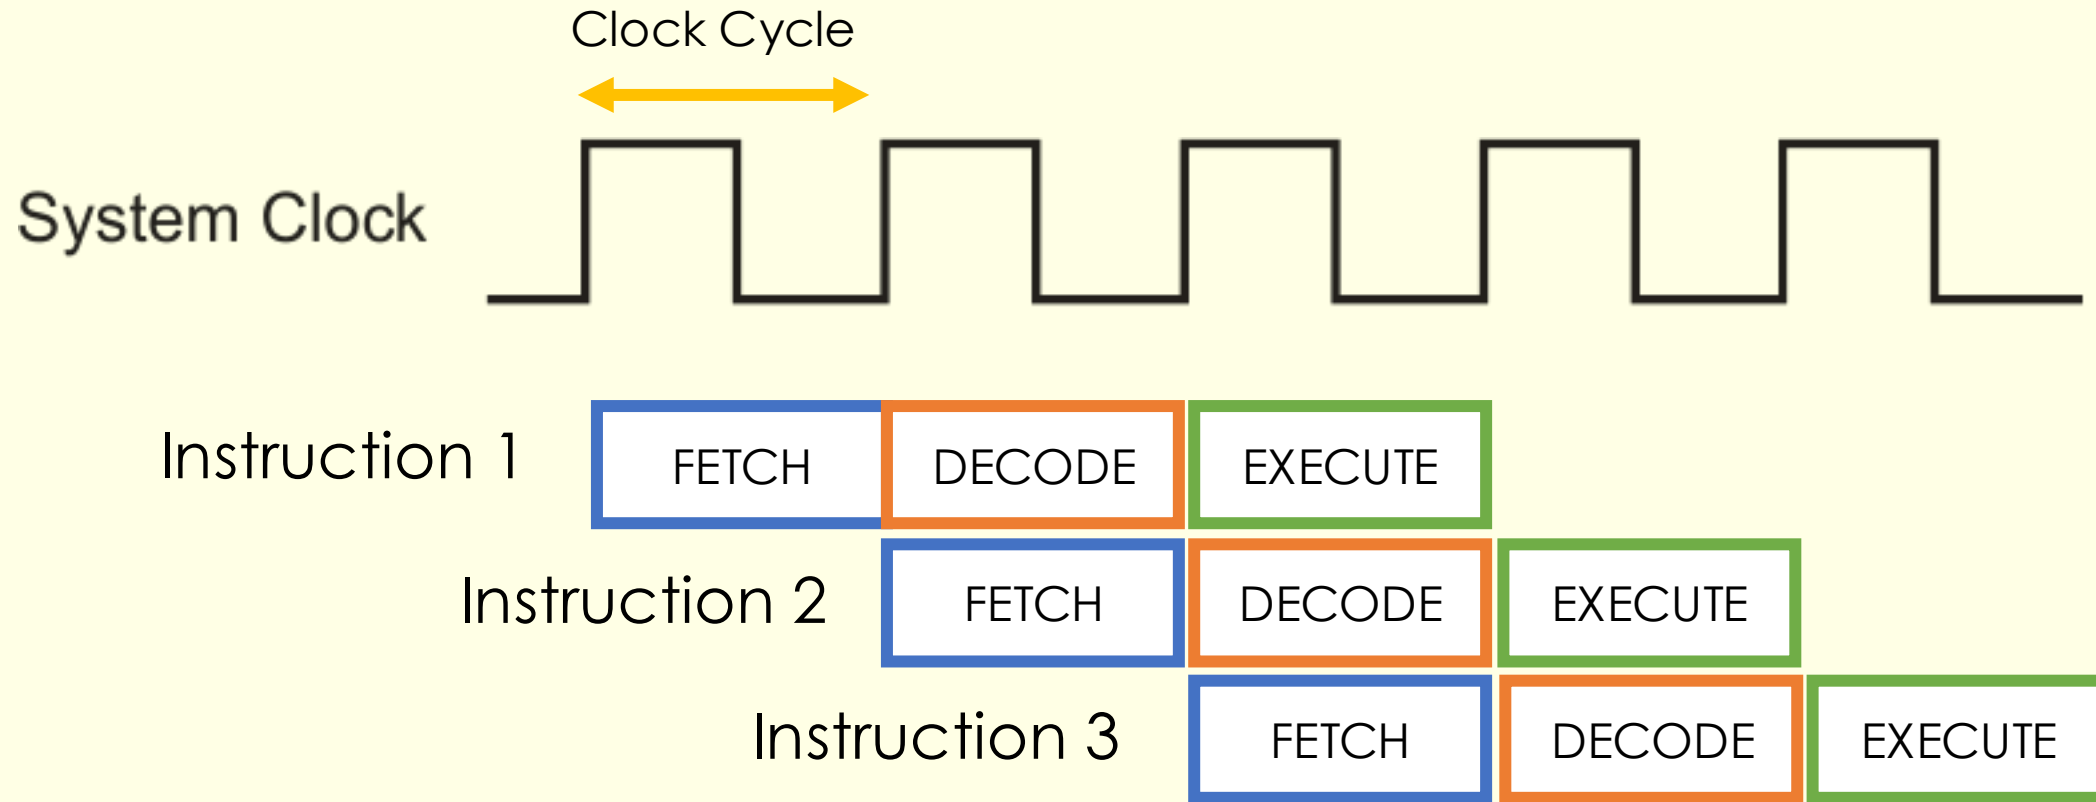 Clock Cycle
System Clock
Instruction 1 FETCH DECODE EXECUTE
Instruction 2 FETCH DECODE EXECUTE
Instruction 3 FETCH DECODE EXECUTE